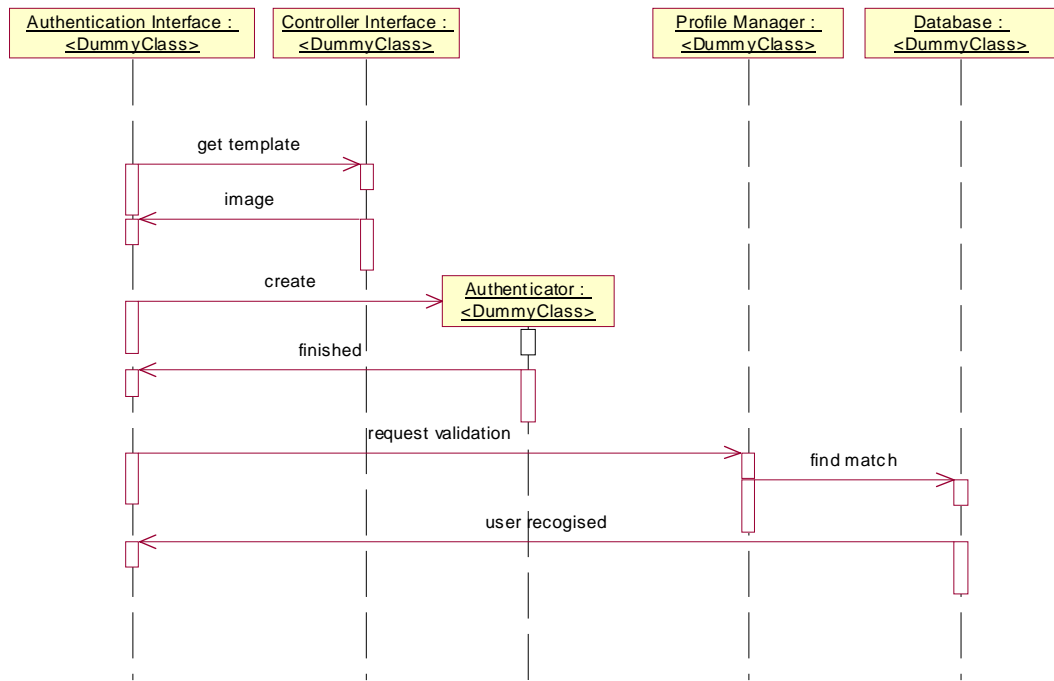 Authentication Interface :
<DummyClass>
Controller Interface :
<DummyClass>
Profile Manager :
<DummyClass>
Database :
<DummyClass>
get template
image
create
Authenticator :
<DummyClass>
finished
request validation
find match
user recogised